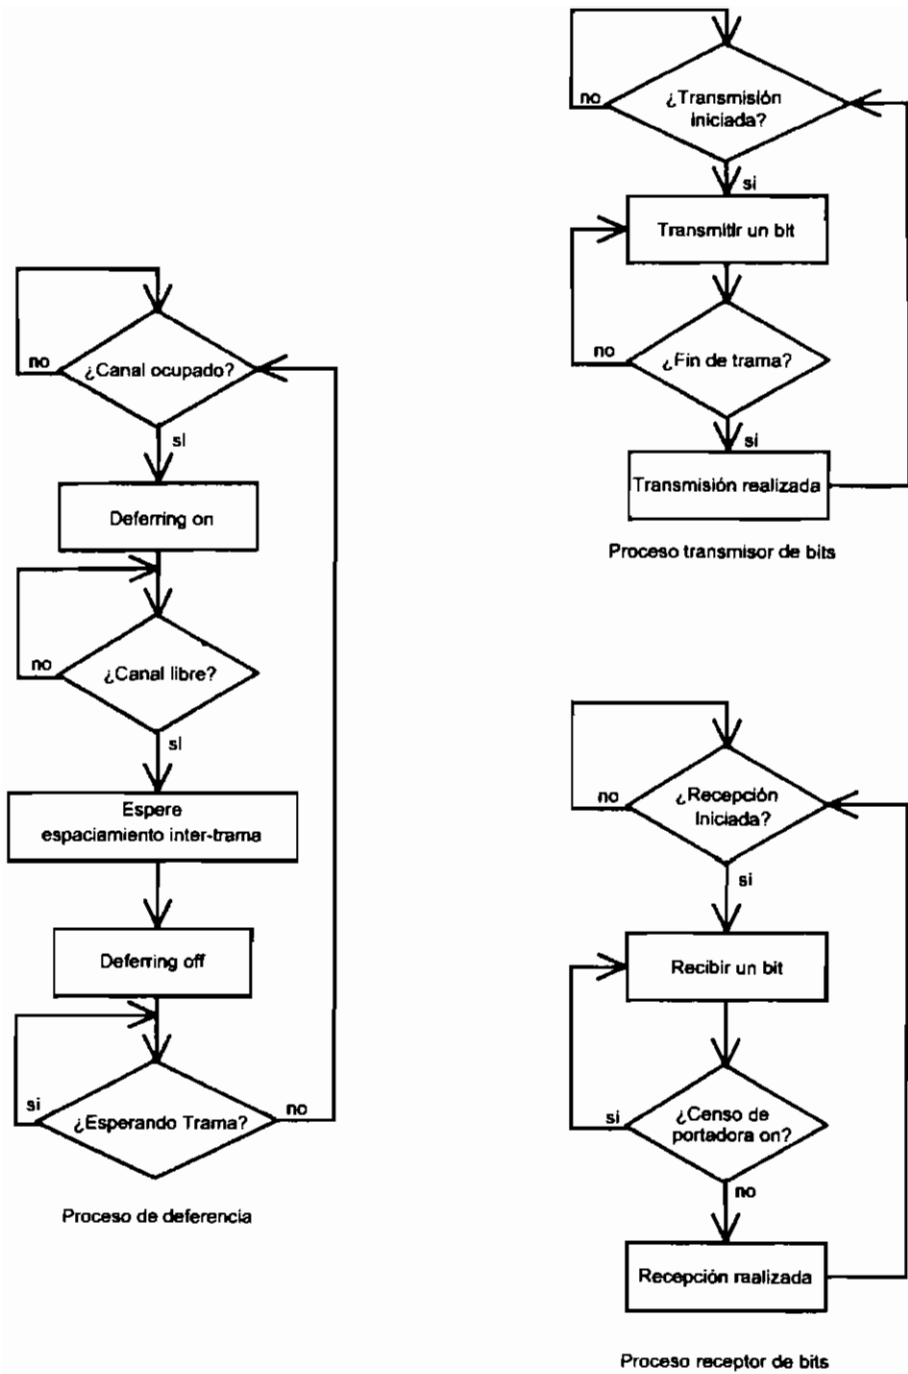 no
¿Canal ocupado?
si
Deferring on
no
¿Canal libre?
si
Espere
espaciamiento inter-trama
Deferring off
si
¿Esperando Trama?
no
Proceso de deferencia
no
¿Transmisión
iniciada?
si
Transmitir un bit
no
¿Fin de trama?
si
Transmisión realizada
Proceso transmisor de bits
no
¿Recepción
Iniciada?
si
Recibir un bit
si
¿Censo de
portadora on?
no
Recepción raalizada
Proceso receptor de bits